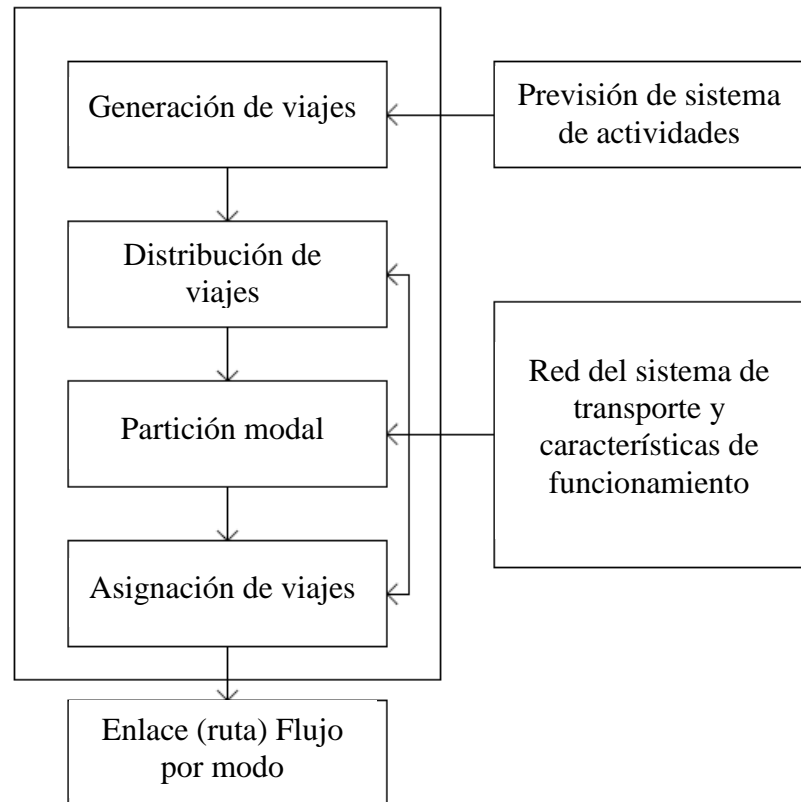 Generación de viajes
Previsión de sistema
de actividades
Distribución de
viajes
Partición modal
Red del sistema de
transporte y
característícas de
funcionamiento
Asignación de viajes
Enlace (ruta) Flujo
por modo